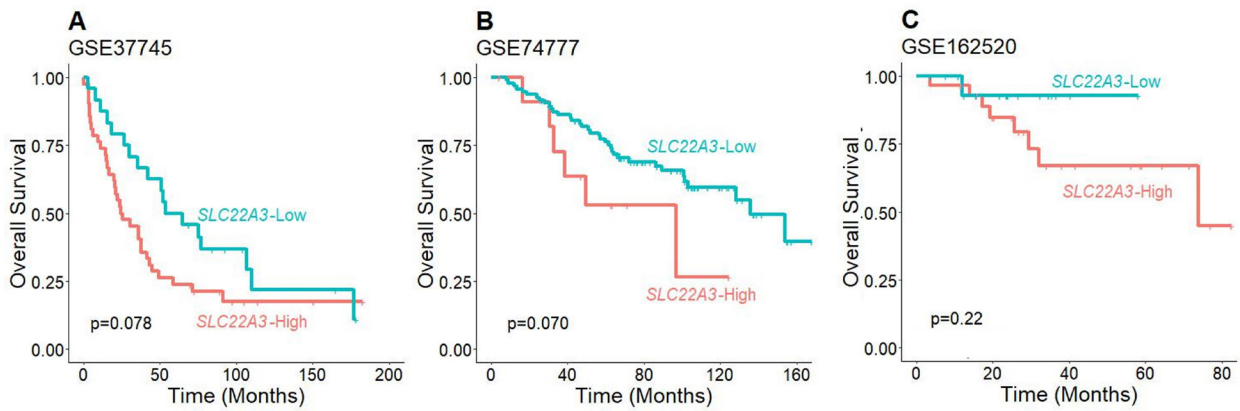 A
GSE37745
Overall Survival
1.00
0.75
0.50
0.25
0.00
SLC22A3-Low
SLC22A3-High
p=0.078
0 50 100 150 200
Time (Months)
B
GSE74777
Overall Survival
1.00
0.75
0.50
0.25
0.00
SLC22A3-Low
SLC22A3-High
p=0.070
0 40 80 120 160
Time (Months)
C
GSE162520
Overall Survival
1.00
0.75
0.50
0.25
0.00
SLC22A3-Low
SLC22A3-High
p=0.22
0 20 40 60 80
Time (Months)